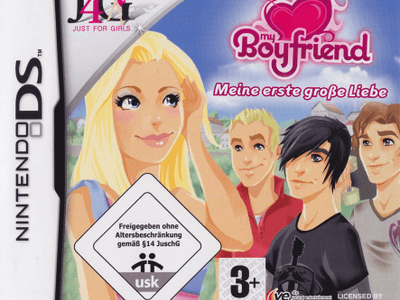 J4G
JUST FOR GIRLS
my
Boyfriend
Meine erste große Liebe
NINTENDO DS
TM
Freigegeben ohne
Altersbeschränkung
gemäß §14 JuschG
usk
3+
LICENSED BY